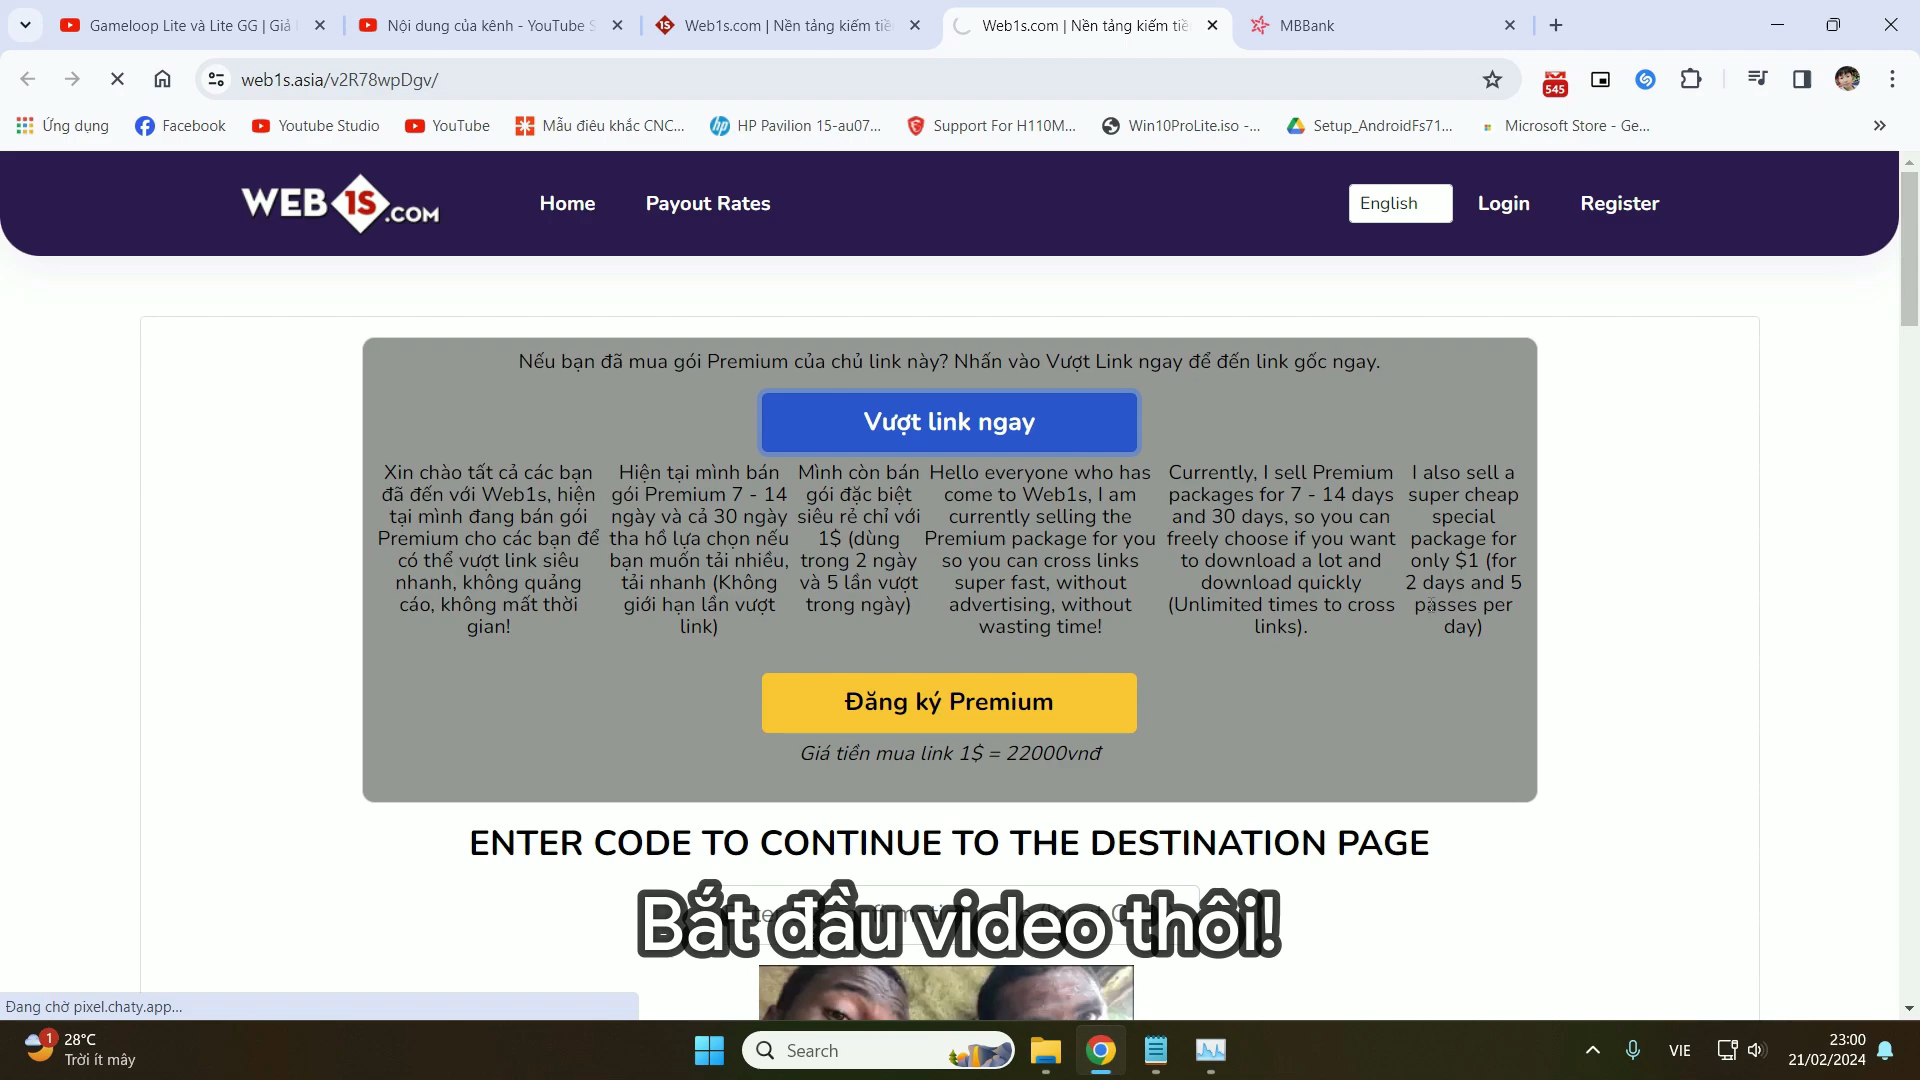 Gameloop Lite và Lite GG | Giả
Nội dung của kênh - YouTube S
Web1s.com | Nền tảng kiếm tiề
Web1s.com | Nền tảng kiếm tiề
MBBank
web1s.asia/v2R78wpDgv/
545
Ứng dụng
Facebook
Youtube Studio
YouTube
Mẫu điêu khắc CNC...
HP Pavilion 15-au07...
Support For H110M...
Win10ProLite.iso -...
Setup_AndroidFs71...
Microsoft Store - Ge...
WEB 1S .COM
Home
Payout Rates
English
Login
Register
Nếu bạn đã mua gói Premium của chủ link này? Nhấn vào Vượt Link ngay để đến link gốc ngay.
Vượt link ngay
Xin chào tất cả các bạn
đã đến với Web1s, hiện
tại mình đang bán gói
Premium cho các bạn để
có thể vượt link siêu
nhanh, không quảng
cáo, không mất thời
gian!
Hiện tại mình bán
gói Premium 7 - 14
ngày và cả 30 ngày
tha hồ lựa chọn nếu
bạn muốn tải nhiều,
tải nhanh (Không
giới hạn lần vượt
link)
Mình còn bán
gói đặc biệt
siêu rẻ chỉ với
1$ (dùng
trong 2 ngày
và 5 lần vượt
trong ngày)
Hello everyone who has
come to Web1s, I am
currently selling the
Premium package for you
so you can cross links
super fast, without
advertising, without
wasting time!
Currently, I sell Premium
packages for 7 - 14 days
and 30 days, so you can
freely choose if you want
to download a lot and
download quickly
(Unlimited times to cross
links).
I also sell a
super cheap
special
package for
only $1 (for
2 days and 5
passes per
day)
Đăng ký Premium
Giá tiền mua link 1$ = 22000vnđ
ENTER CODE TO CONTINUE TO THE DESTINATION PAGE
Bắt đầu video thôi!
Đang chờ pixel.chaty.app...
1
28°C
Trời ít mây
Search
VIE
23:00
21/02/2024